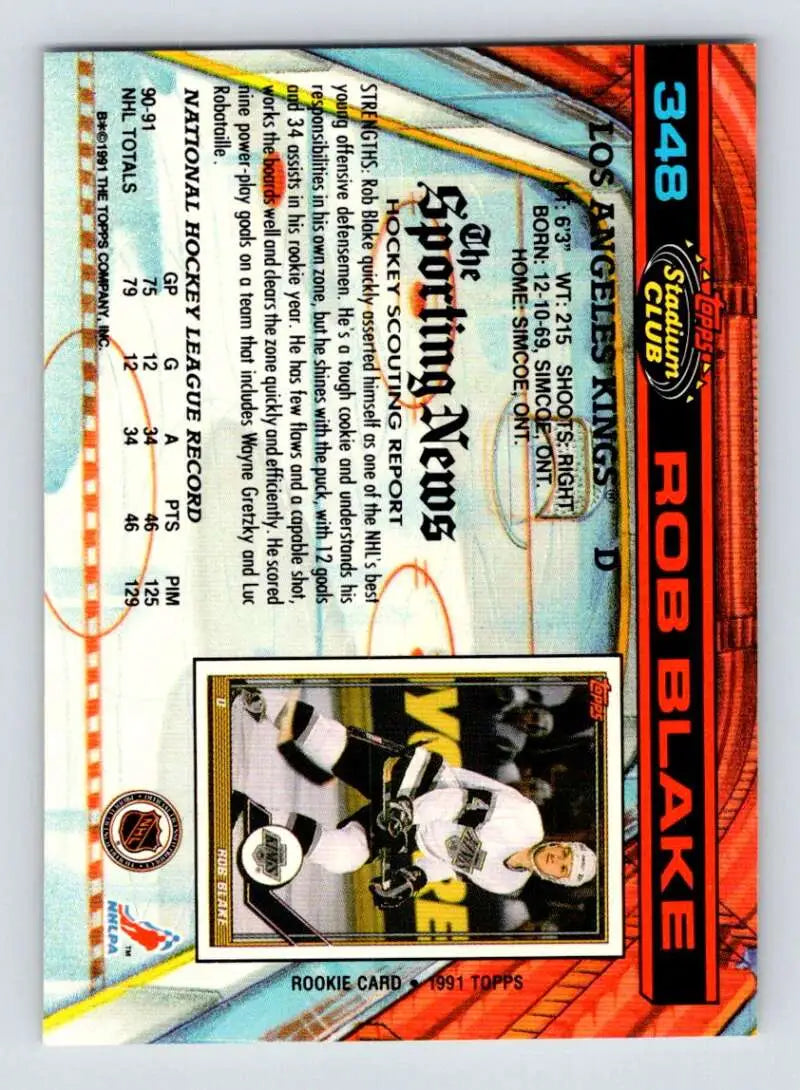 348
Topps
Stadium
CLUB
ROB BLAKE
LOS ANGELES KINGS® D
HT: 6'3" WT: 215 SHOOTS: RIGHT
BORN: 12-10-69, SIMCOE, ONT.
HOME: SIMCOE, ONT.
The
Sporting News
HOCKEY SCOUTING REPORT
STRENGTHS: Rob Blake quickly asserted himself as one of the NHL's best
young offensive defensemen. He's a tough cookie and understands his
responsibilities in his own zone, but he shines with the puck, with 12 goals
and 34 assists in his rookie year. He has few flaws and a capable shot,
works the boards well and clears the zone quickly and efficiently. He scored
nine power-play goals on a team that includes Wayne Gretzky and Luc
Robataille.
NATIONAL HOCKEY LEAGUE RECORD
GP G A PTS PIM
90-91 75 12 34 46 125
NHL TOTALS 79 12 34 46 129
B*©1991 THE TOPPS COMPANY, INC.
Topps
4
KINGS
KINGS
D
ROB BLAKE
ROOKIE CARD • 1991 TOPPS
NHL
NHLPA
TM